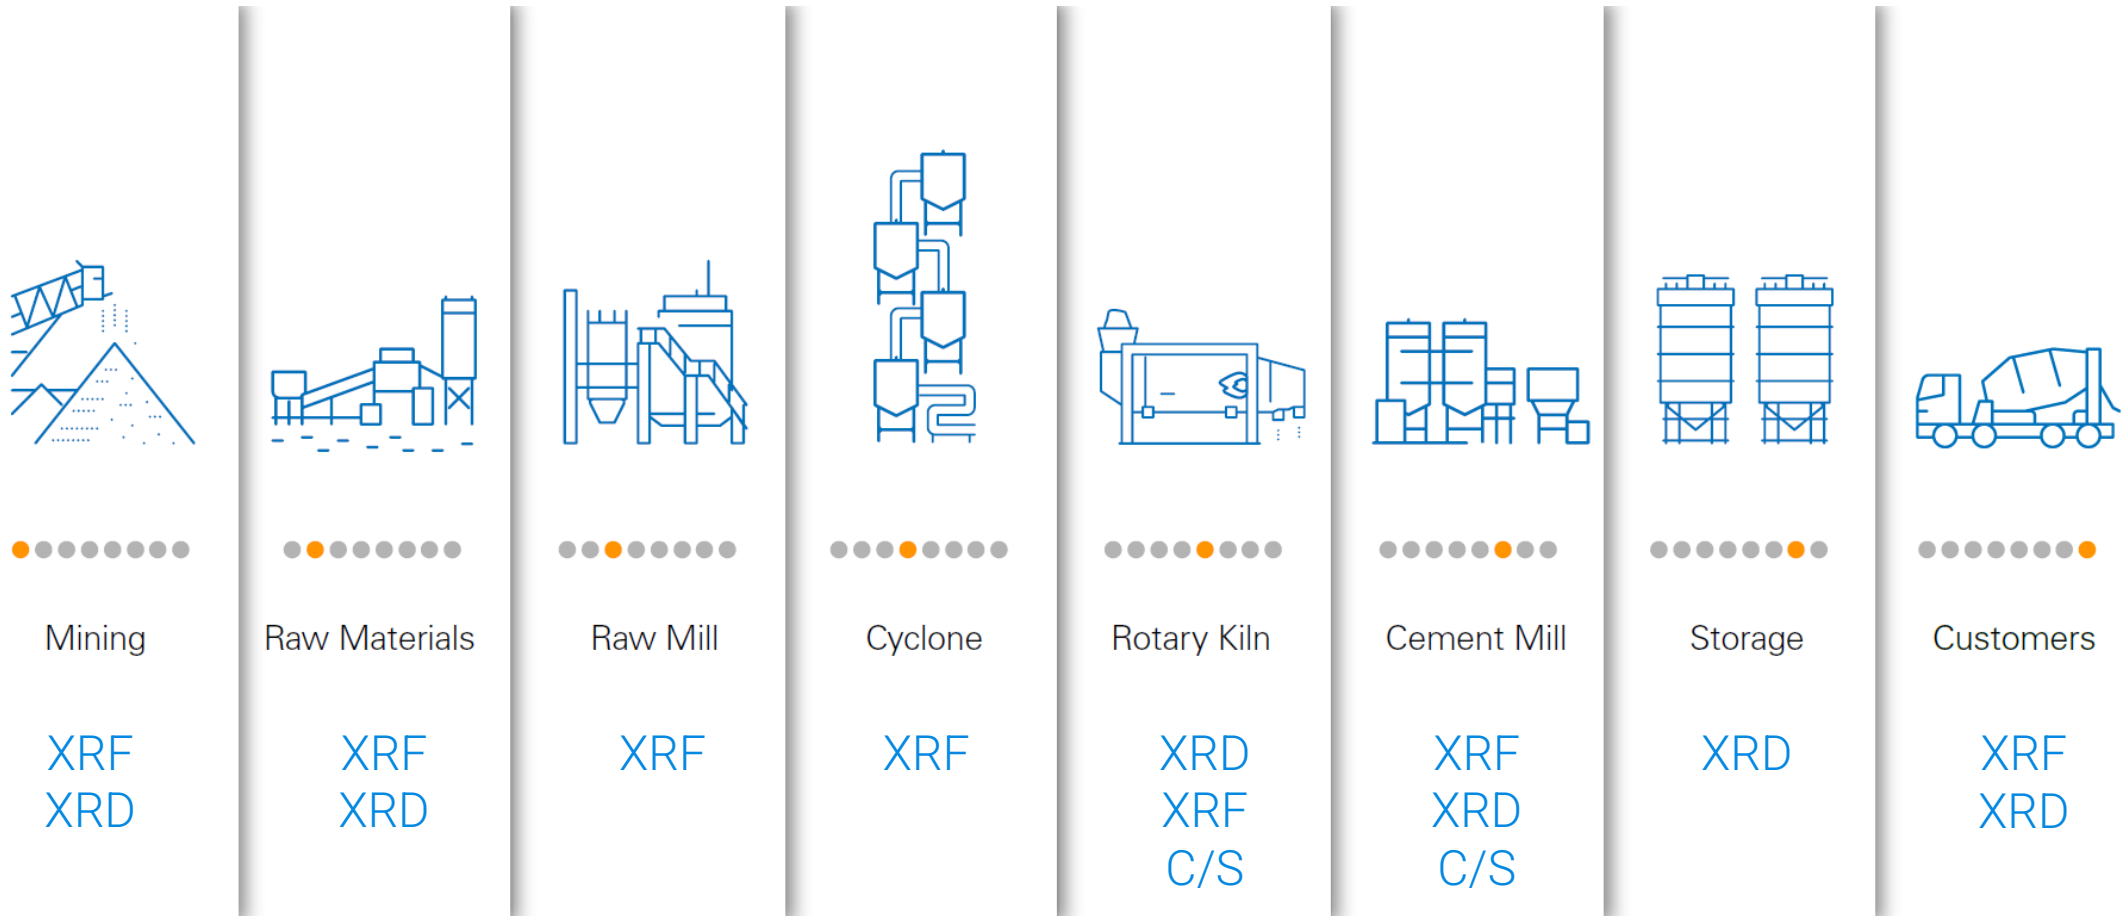 Mining
XRF
XRD
Raw Materials
XRF
XRD
Raw Mill
XRF
Cyclone
XRF
Rotary Kiln
XRD
XRF
C/S
Cement Mill
XRF
XRD
C/S
Storage
XRD
Customers
XRF
XRD